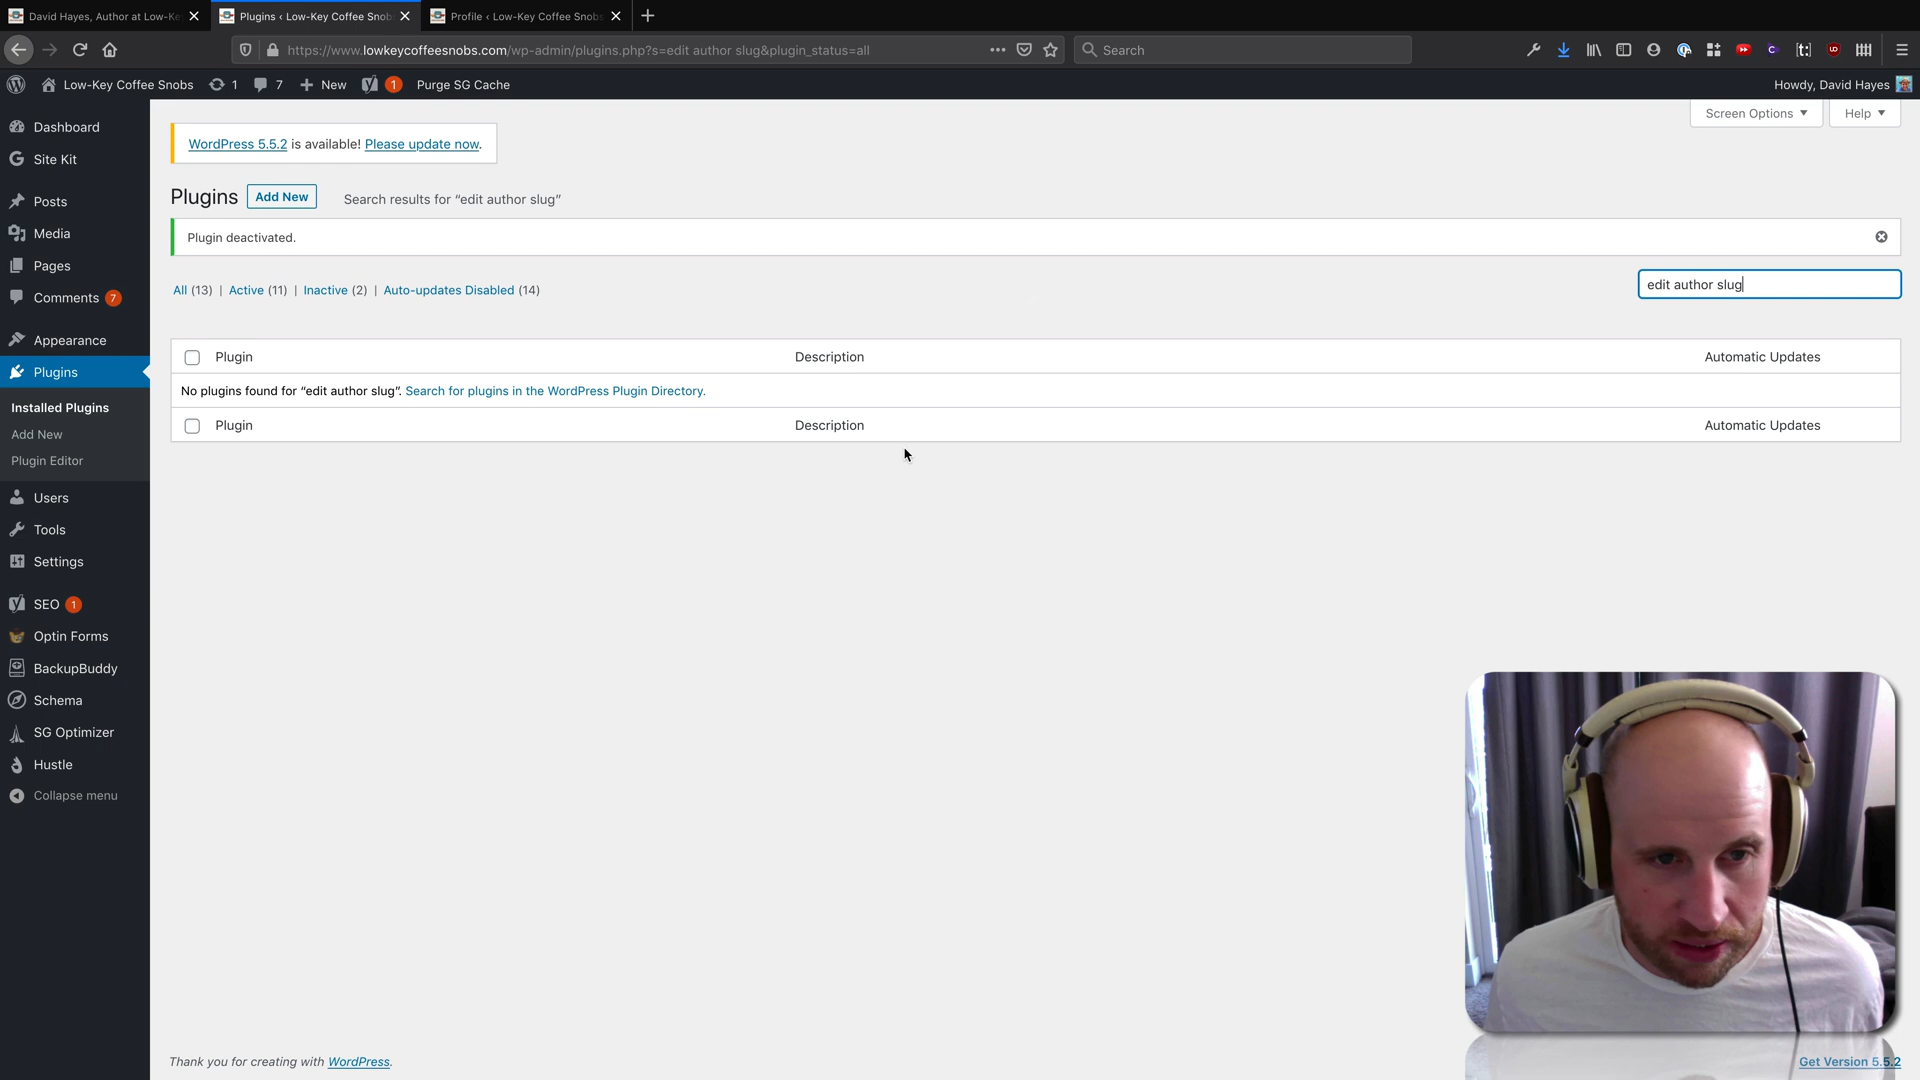 David Hayes, Author at Low-Ke
Plugins ‹ Low-Key Coffee Snob
Profile ‹ Low-Key Coffee Snobs
https://www.lowkeycoffeesnobs.com/wp-admin/plugins.php?s=edit author slug&plugin_status=all
Search
Low-Key Coffee Snobs
1
7
New
1
Purge SG Cache
Howdy, David Hayes
Screen Options
Help
Dashboard
Site Kit
Posts
Media
Pages
Comments 7
Appearance
Plugins
Installed Plugins
Add New
Plugin Editor
Users
Tools
Settings
SEO 1
Optin Forms
BackupBuddy
Schema
SG Optimizer
Hustle
Collapse menu
WordPress 5.5.2 is available! Please update now.
Plugins
Add New
Search results for “edit author slug”
Plugin deactivated.
All (13) | Active (11) | Inactive (2) | Auto-updates Disabled (14)
edit author slug
Plugin
Description
Automatic Updates
No plugins found for “edit author slug”. Search for plugins in the WordPress Plugin Directory.
Plugin
Description
Automatic Updates
Thank you for creating with WordPress.
Get Version 5.5.2